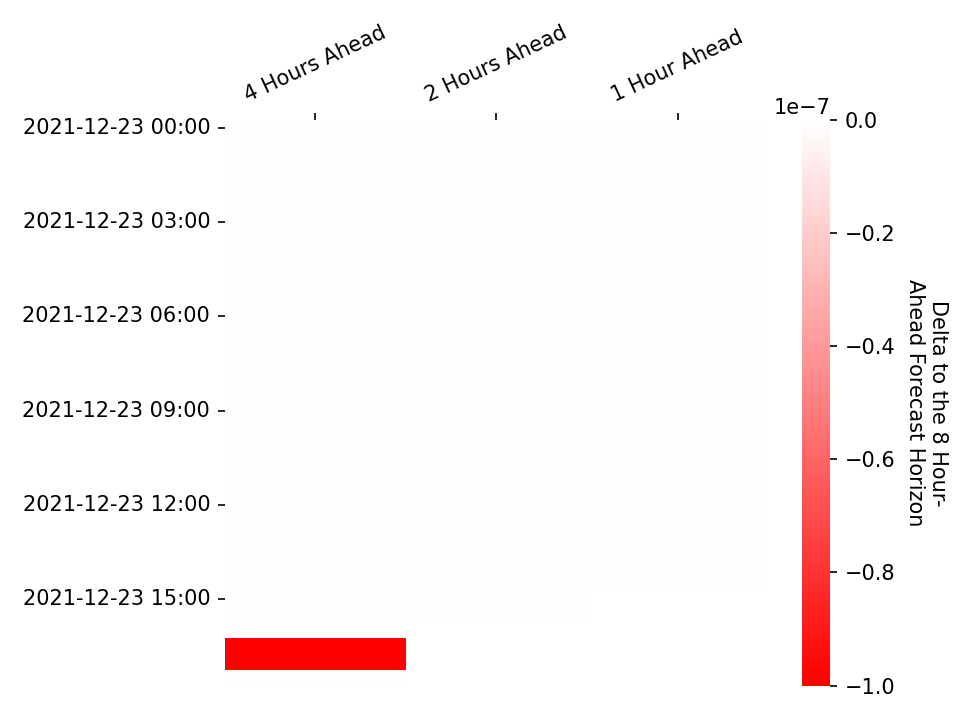 4 Hours Ahead
2 Hours Ahead
1 Hour Ahead
2021-12-23 00:00
2021-12-23 03:00
2021-12-23 06:00
2021-12-23 09:00
2021-12-23 12:00
2021-12-23 15:00
1e−7
0.0
−0.2
−0.4
−0.6
−0.8
−1.0
Delta to the 8 Hour-
Ahead Forecast Horizon